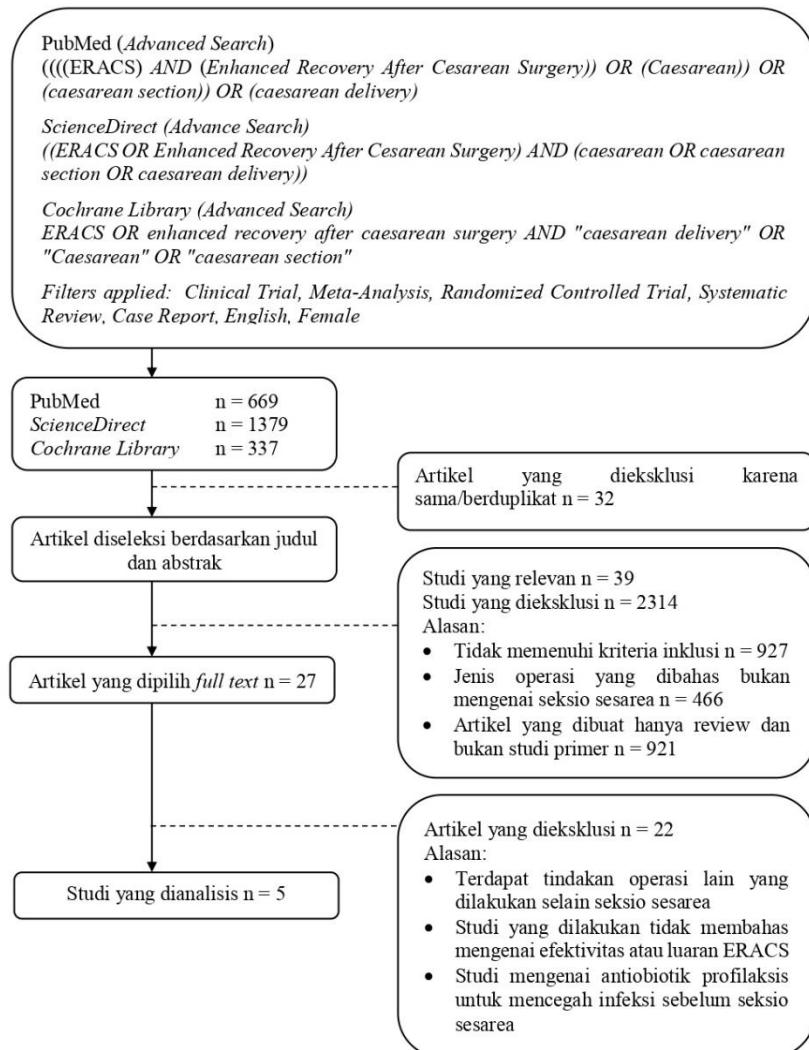 PubMed (Advanced Search)
((((ERACS) AND (Enhanced Recovery After Cesarean Surgery)) OR (Caesarean)) OR
(caesarean section)) OR (caesarean delivery)
ScienceDirect (Advance Search)
((ERACS OR Enhanced Recovery After Cesarean Surgery) AND (caesarean OR caesarean
section OR caesarean delivery))
Cochrane Library (Advanced Search)
ERACS OR enhanced recovery after caesarean surgery AND "caesarean delivery" OR
"Caesarean" OR "caesarean section"
Filters applied: Clinical Trial, Meta-Analysis, Randomized Controlled Trial, Systematic
Review, Case Report, English, Female
PubMed n = 669
ScienceDirect n = 1379
Cochrane Library n = 337
Artikel yang dieksklusi karena
sama/berduplikat n = 32
Artikel diseleksi berdasarkan judul
dan abstrak
Studi yang relevan n = 39
Studi yang dieksklusi n = 2314
Alasan:
• Tidak memenuhi kriteria inklusi n = 927
• Jenis operasi yang dibahas bukan
mengenai seksio sesarea n = 466
• Artikel yang dibuat hanya review dan
bukan studi primer n = 921
Artikel yang dipilih full text n = 27
Artikel yang dieksklusi n = 22
Alasan:
• Terdapat tindakan operasi lain yang
dilakukan selain seksio sesarea
• Studi yang dilakukan tidak membahas
mengenai efektivitas atau luaran ERACS
• Studi mengenai antiobiotik profilaksis
untuk mencegah infeksi sebelum seksio
sesarea
Studi yang dianalisis n = 5